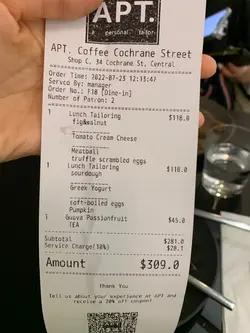 APT.
a personal tailor
APT. Coffee Cochrane Street
Shop C, 34 Cochrane St, Central
Order Time: 2022-07-23 12:13:47
Served By: manager
Order No.: F18 [Dine-in]
Number of Patron: 2
1 Lunch Tailoring $118.0
fig&walnut
Tomato Cream Cheese
Meatball
truffle scrambled eggs
1 Lunch Tailoring $118.0
sourdough
Greek Yogurt
soft-boiled eggs
Pumpkin
1 Guava Passionfruit $45.0
TEA
Subtotal $281.0
Service Charge(10%) $28.1
Amount $309.0
Thank You
Tell us about your experience at APT and
receive a 20% off coupon!